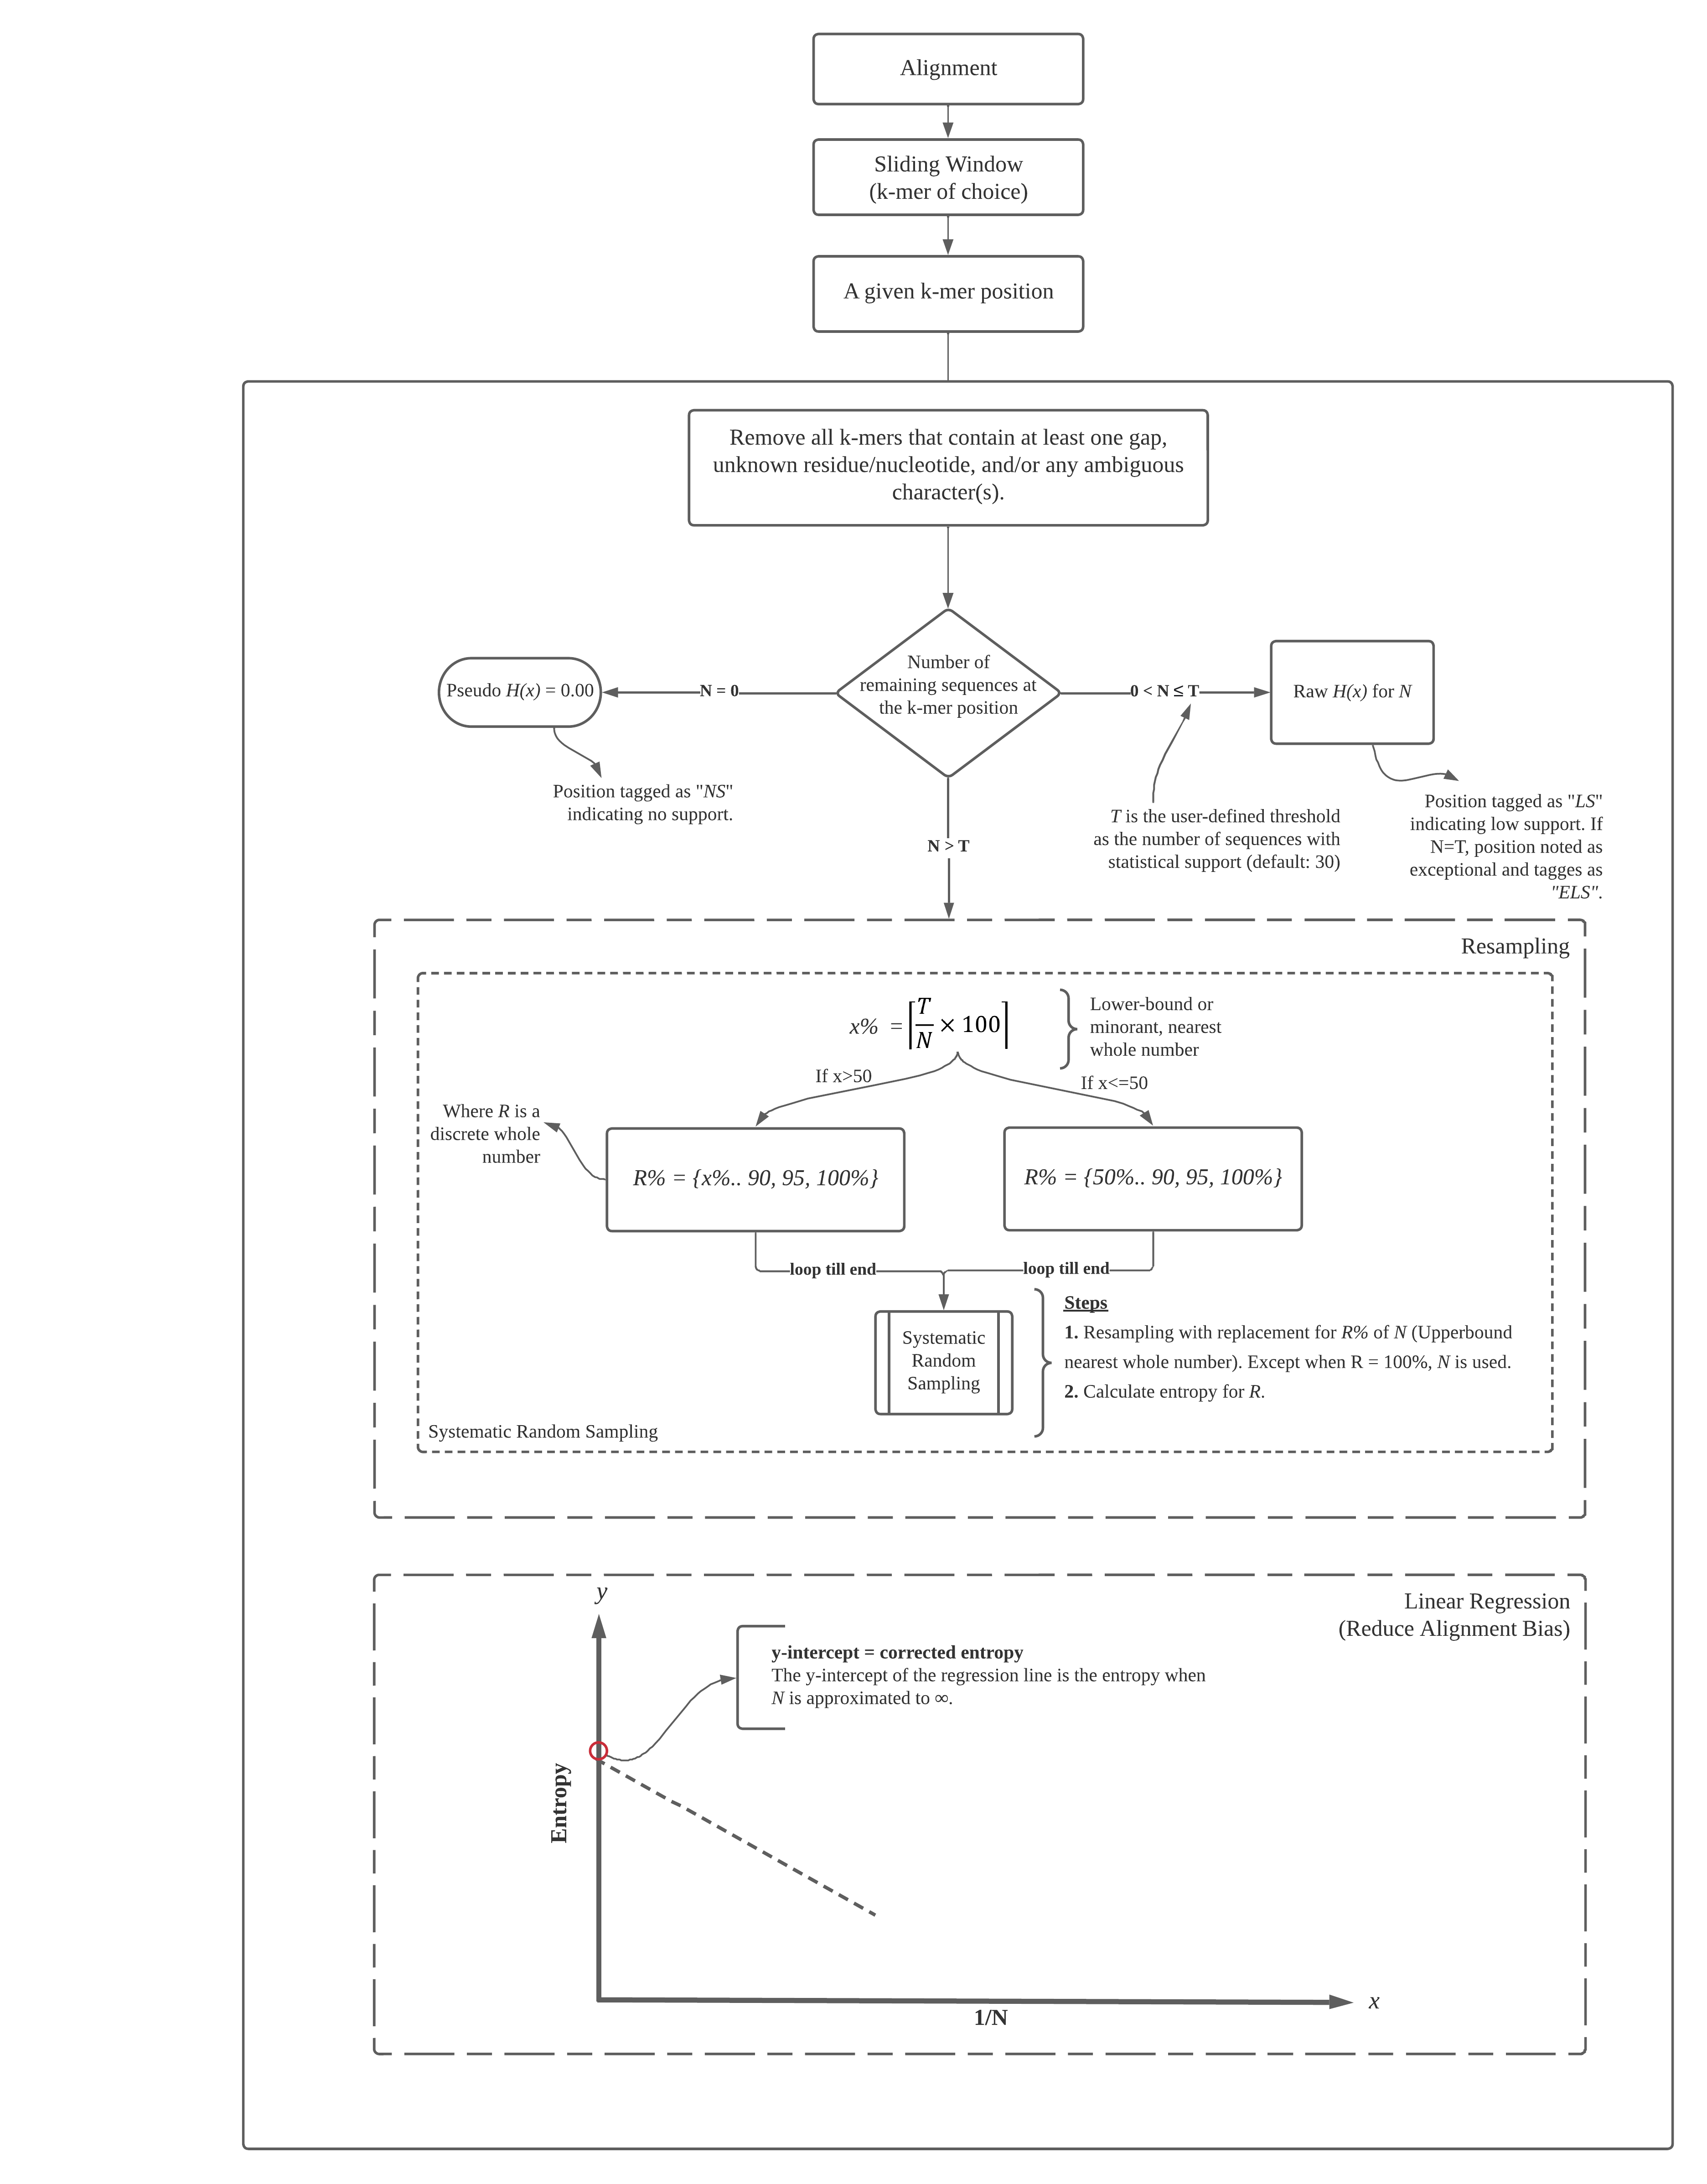 Alignment
Sliding Window
(k-mer of choice)
A given k-mer position
Remove all k-mers that contain at least one gap,
unknown residue/nucleotide, and/or any ambiguous
character(s).
Number of
remaining sequences at
the k-mer position
N = 0
Pseudo H(x) = 0.00
Position tagged as "NS"
indicating no support.
0 < N ≤ T
Raw H(x) for N
T is the user-defined threshold
as the number of sequences with
statistical support (default: 30)
Position tagged as "LS"
indicating low support. If
N=T, position noted as
exceptional and tagges as
"ELS".
N > T
Resampling
x% = ⌈T/N × 100⌉
Lower-bound or
minorant, nearest
whole number
If x>50
If x<=50
Where R is a
discrete whole
number
R% = {x%.. 90, 95, 100%}
R% = {50%.. 90, 95, 100%}
loop till end
loop till end
Systematic
Random
Sampling
Steps
1. Resampling with replacement for R% of N (Upperbound
nearest whole number). Except when R = 100%, N is used.
2. Calculate entropy for R.
Systematic Random Sampling
Linear Regression
(Reduce Alignment Bias)
y
y-intercept = corrected entropy
The y-intercept of the regression line is the entropy when
N is approximated to ∞.
Entropy
x
1/N